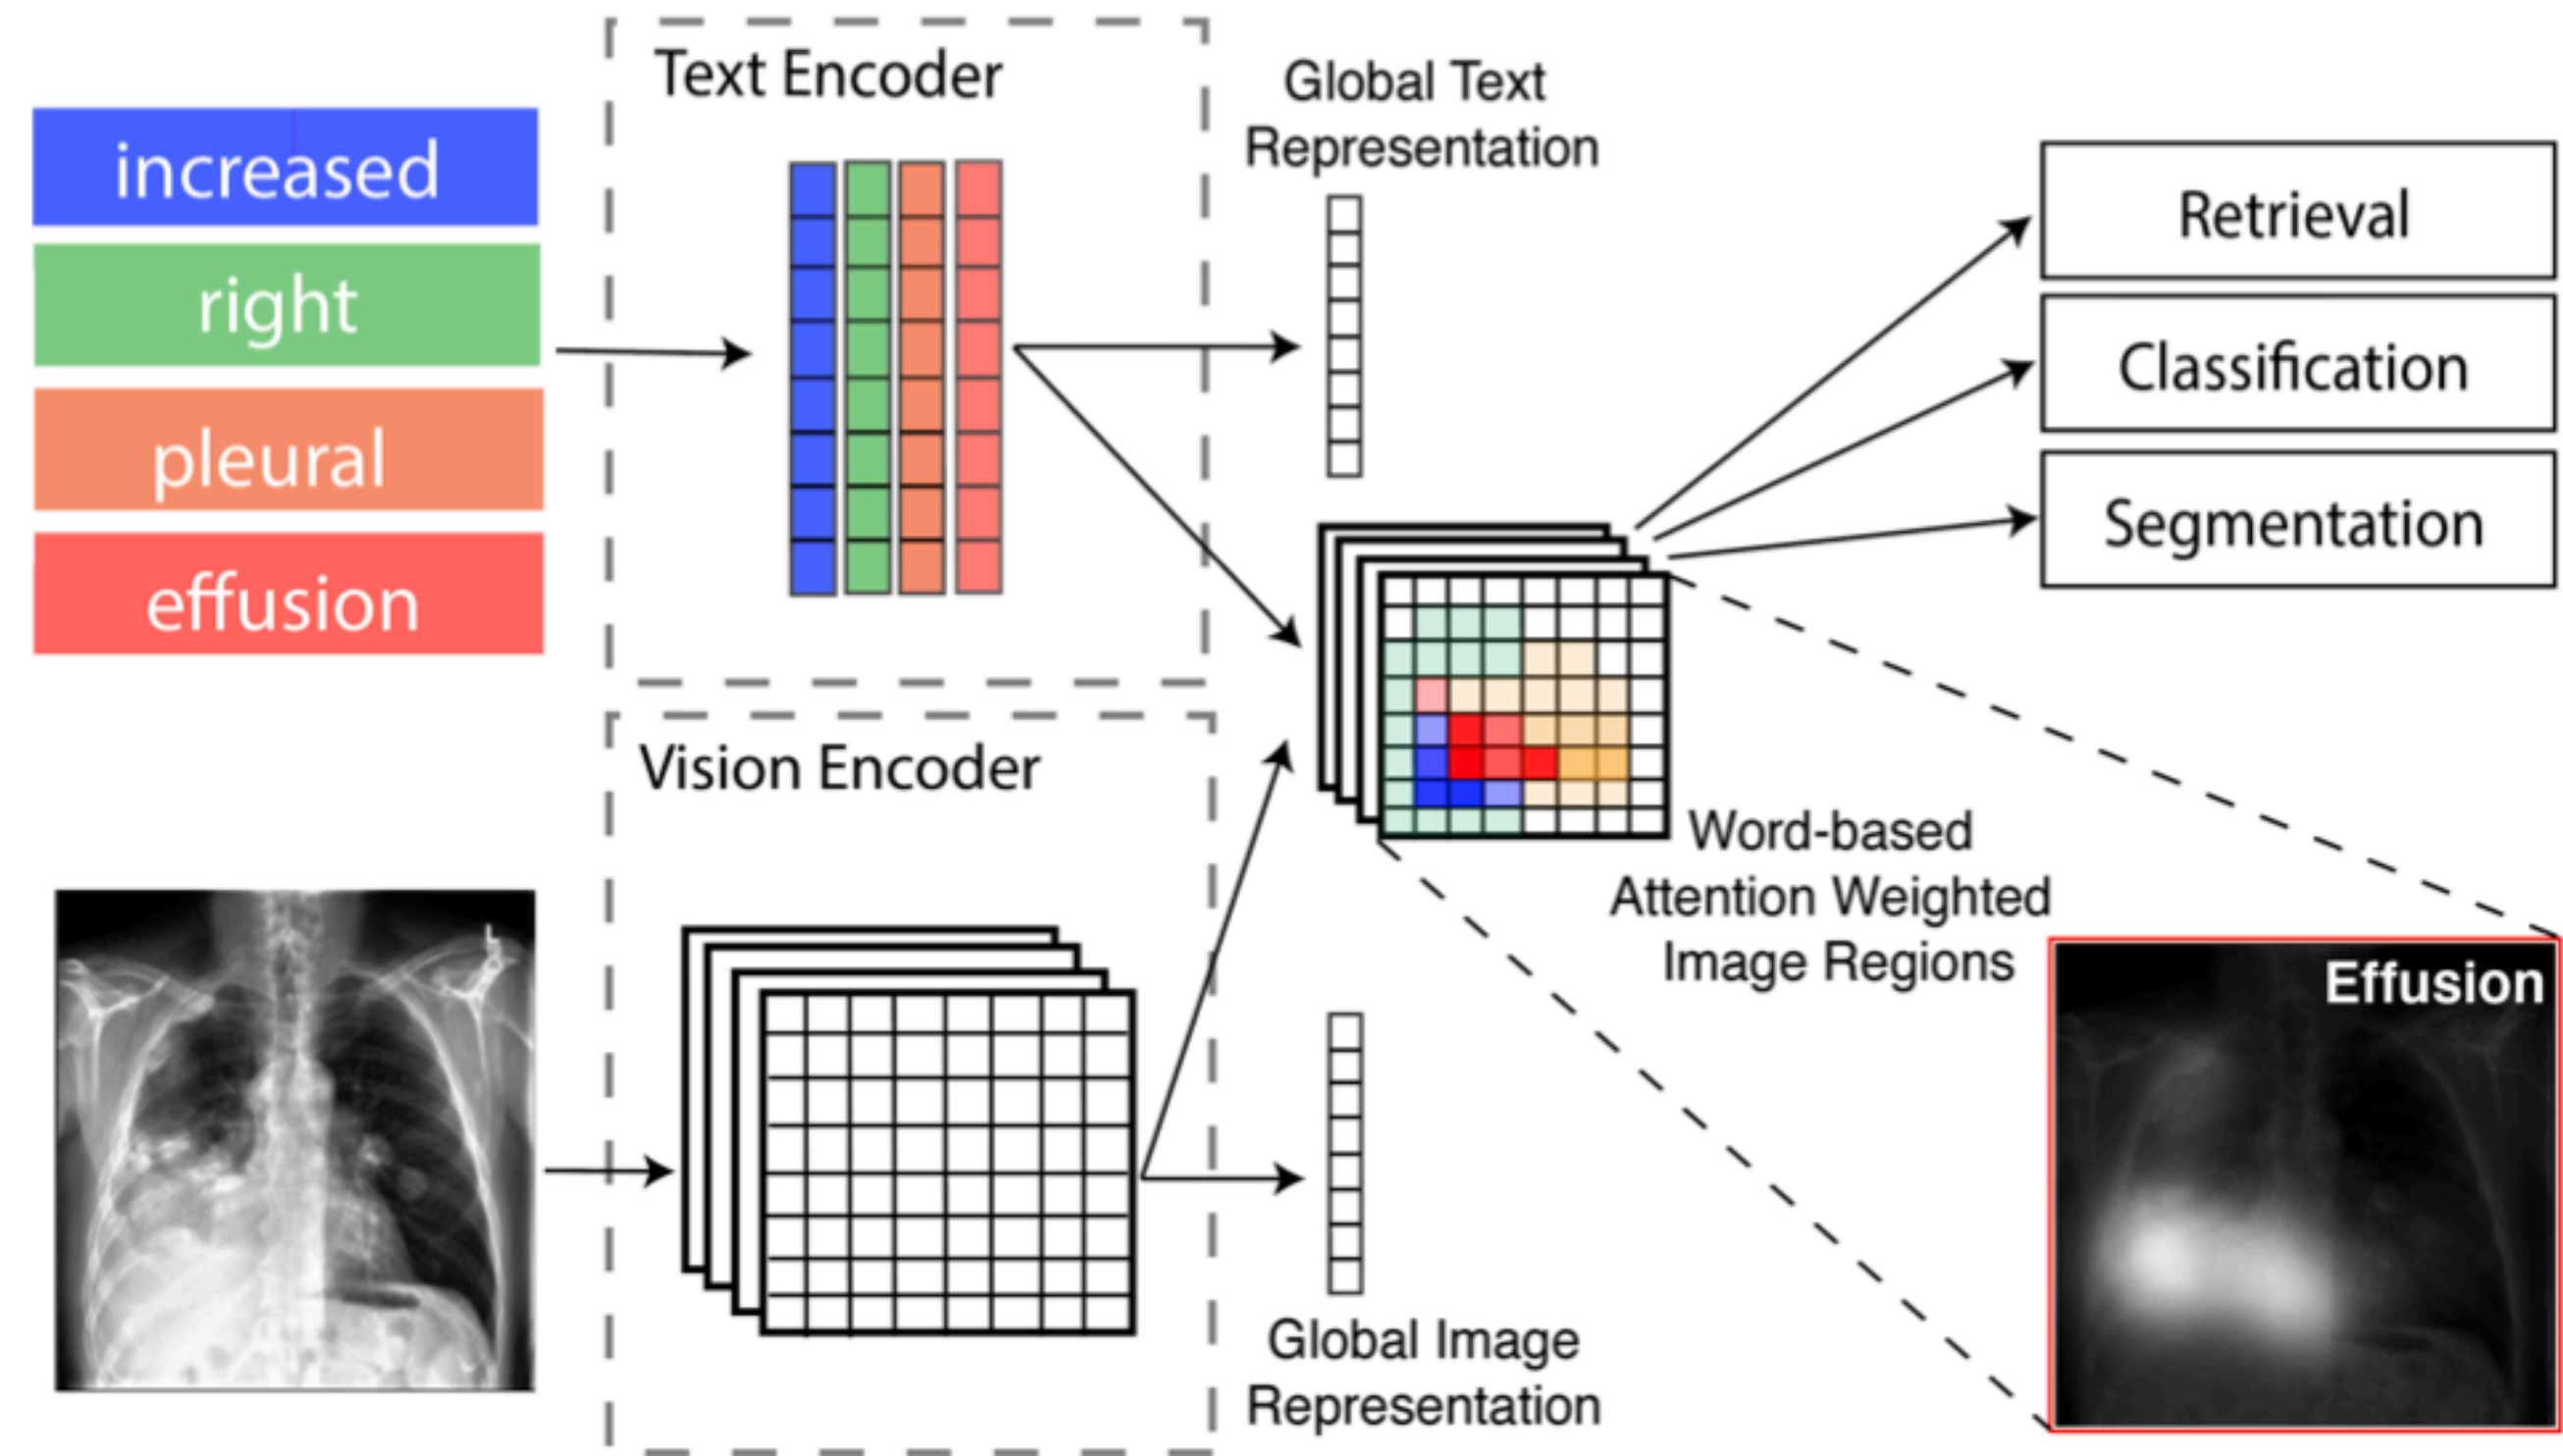 Text Encoder
increased
right
pleural
effusion
Global Text
Representation
Retrieval
Classification
Segmentation
Vision Encoder
Word-based
Attention Weighted
Image Regions
L
Effusion
Global Image
Representation